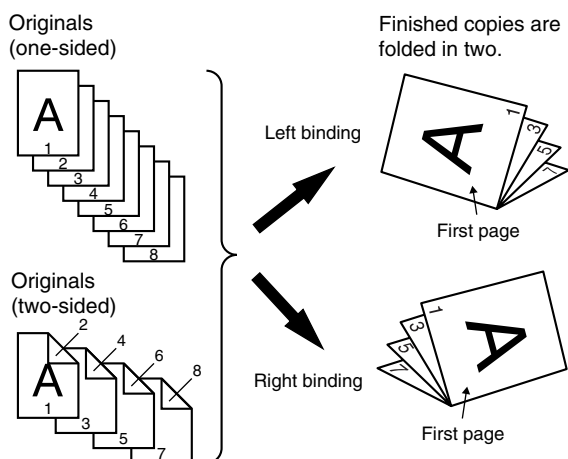 Originals
(one-sided)
A
1
2
3
4
5
6
7
8
Originals
(two-sided)
2
4
6
8
A
1
3
5
7
Left binding
Right binding
Finished copies are
folded in two.
A
1
3
5
7
First page
1
3
5
7
A
First page